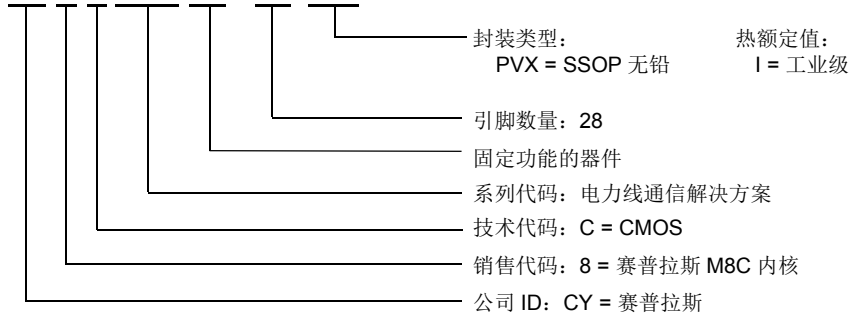 封装类型： 热额定值：
PVX = SSOP 无铅 I = 工业级
引脚数量：28
固定功能的器件
系列代码：电力线通信解决方案
技术代码：C = CMOS
销售代码：8 = 赛普拉斯 M8C 内核
公司 ID：CY = 赛普拉斯